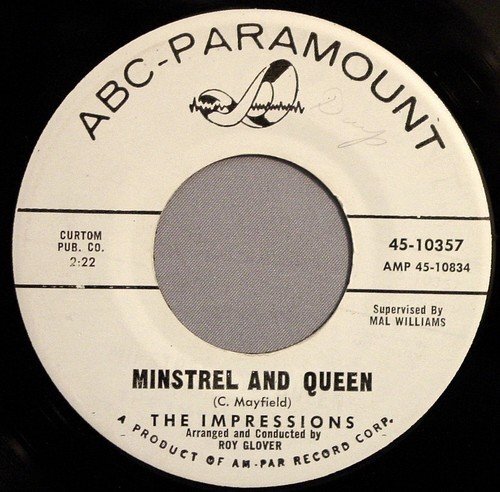 ABC-PARAMOUNT
CURTOM
PUB. CO.
2:22
45-10357
AMP 45-10834
Supervised By
MAL WILLIAMS
MINSTREL AND QUEEN
(C. Mayfield)
THE IMPRESSIONS
Arranged and Conducted by
ROY GLOVER
A PRODUCT OF AM-PAR RECORD CORP.